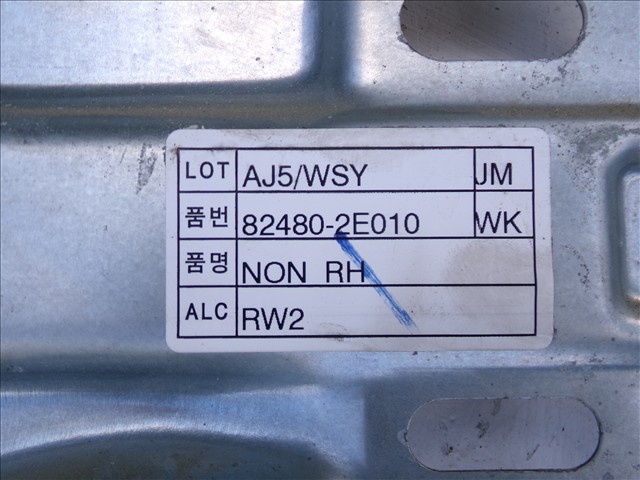 LOT AJ5/WSY JM
품번 82480-2E010 WK
품명 NON RH
ALC RW2